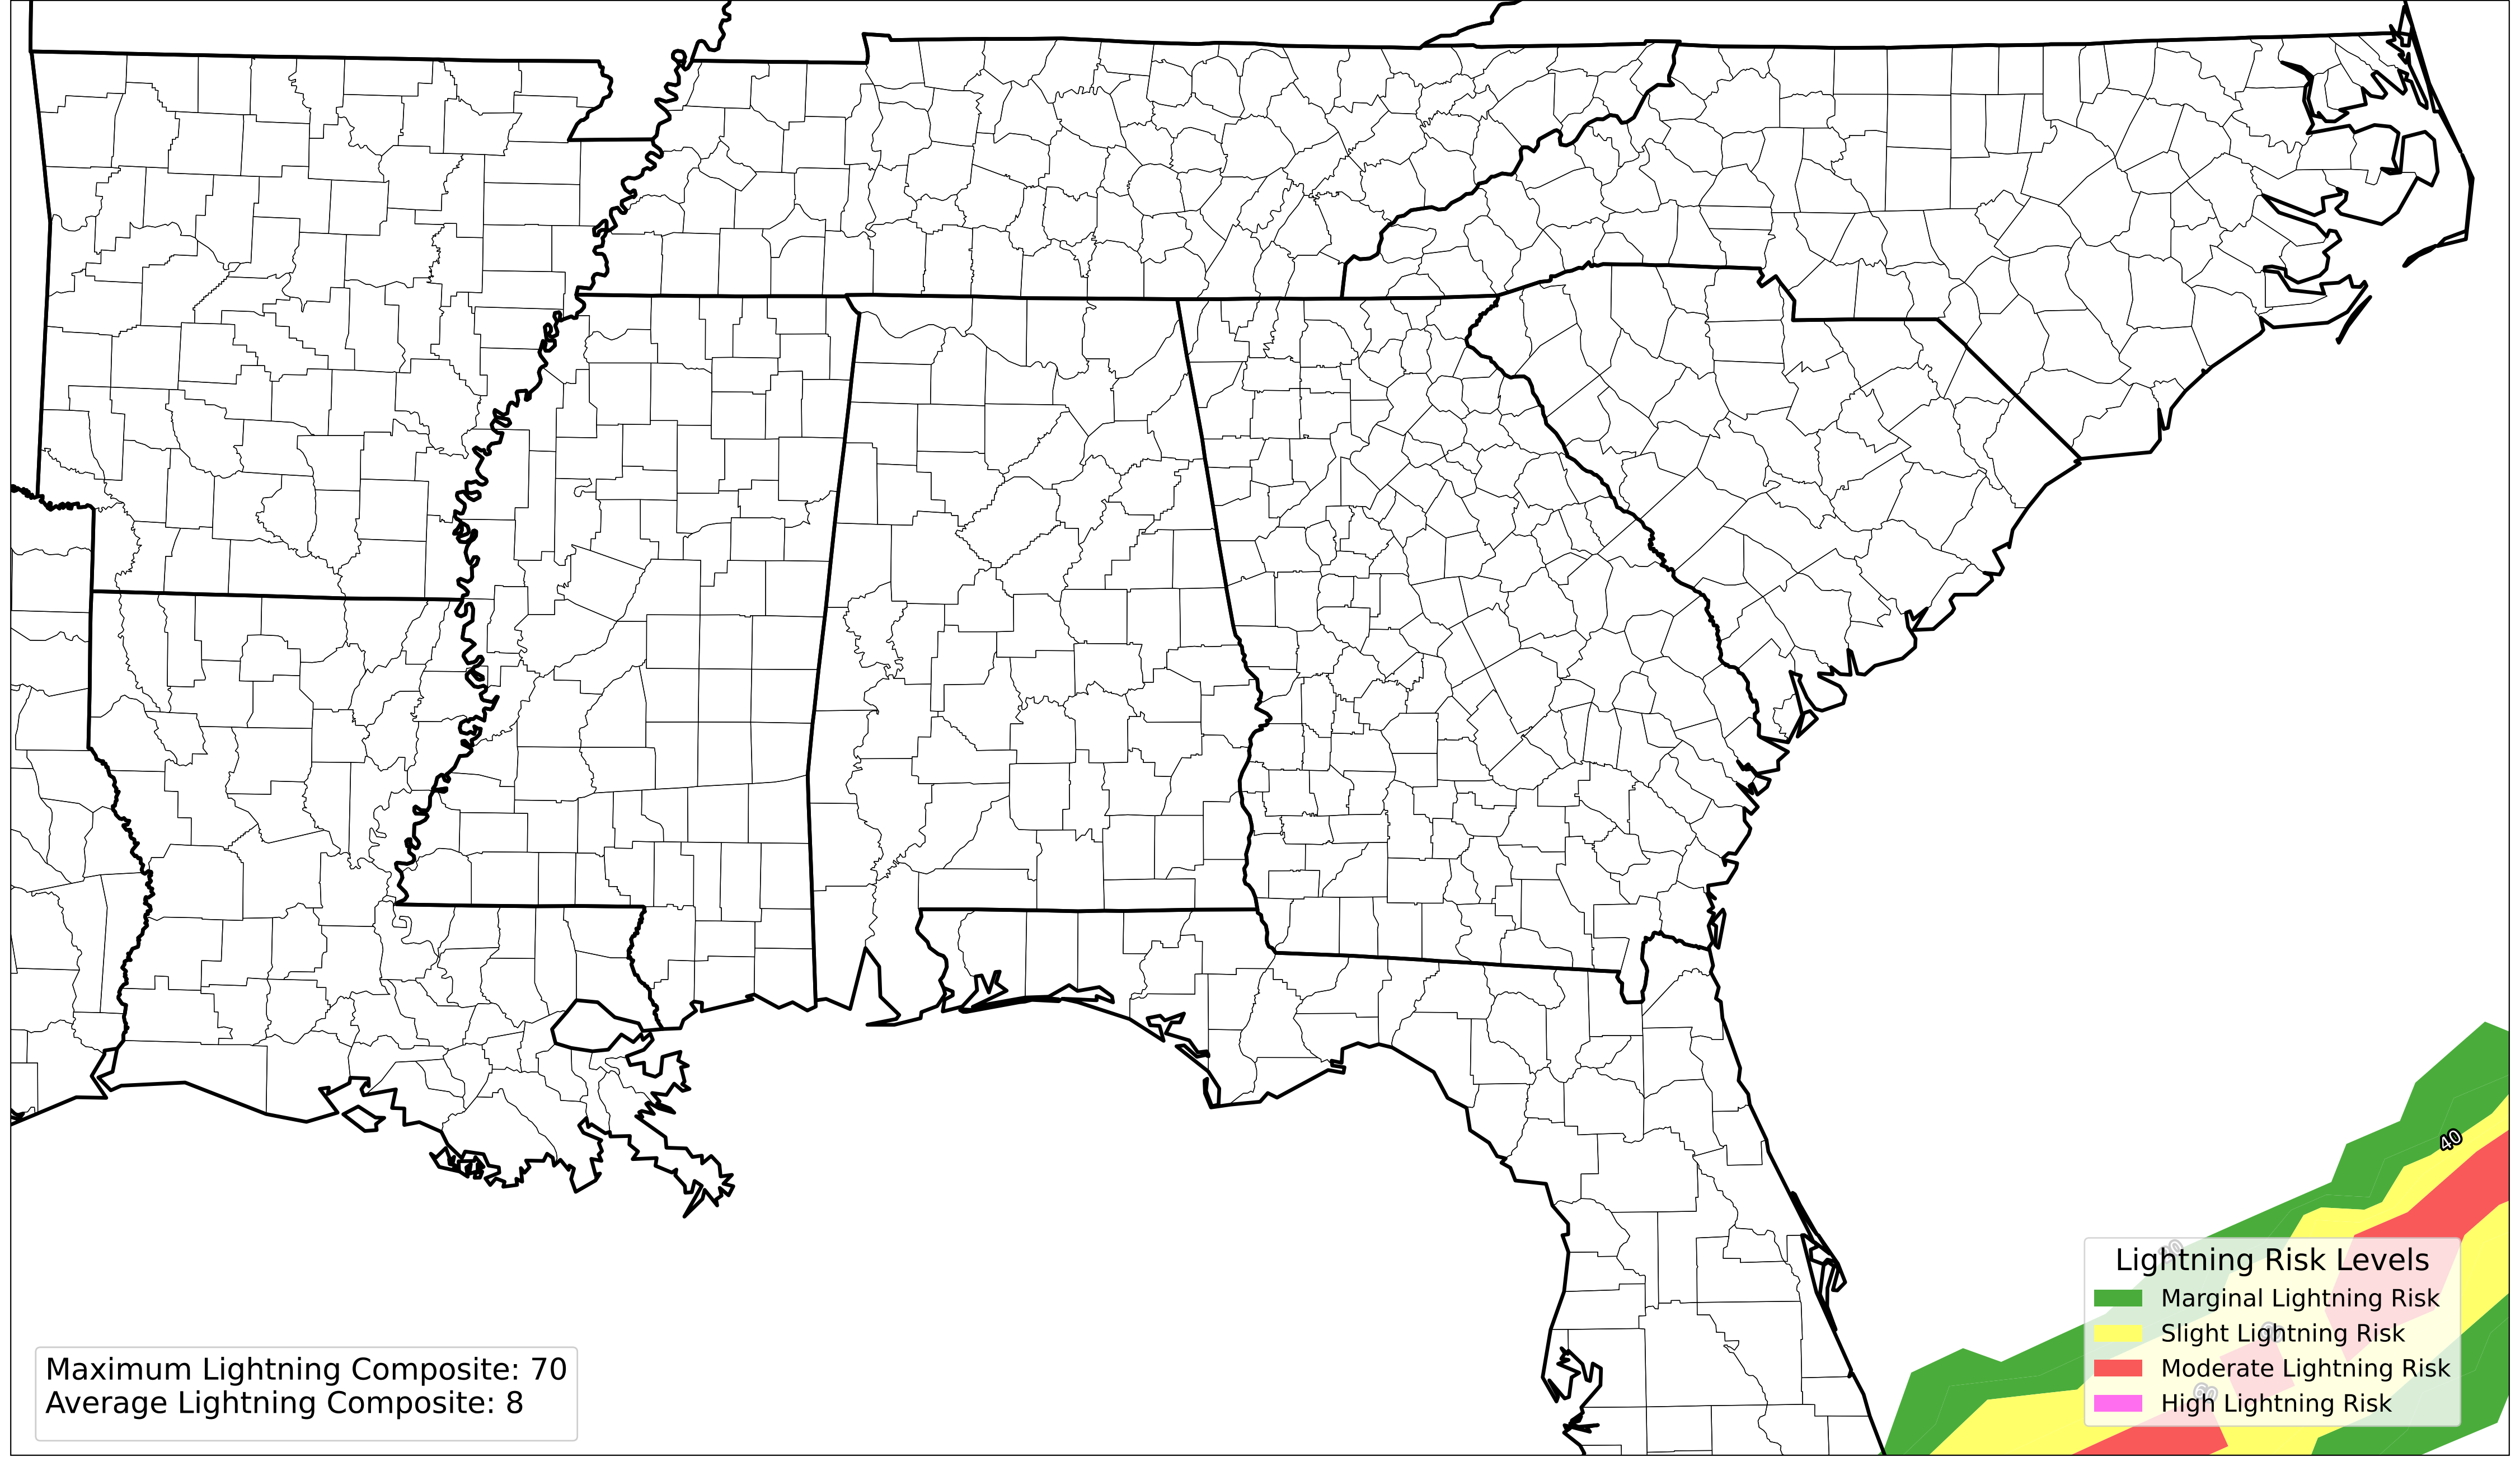 40
Lightning Risk Levels
Marginal Lightning Risk
Slight Lightning Risk
Moderate Lightning Risk
High Lightning Risk
60
Maximum Lightning Composite: 70
Average Lightning Composite: 8